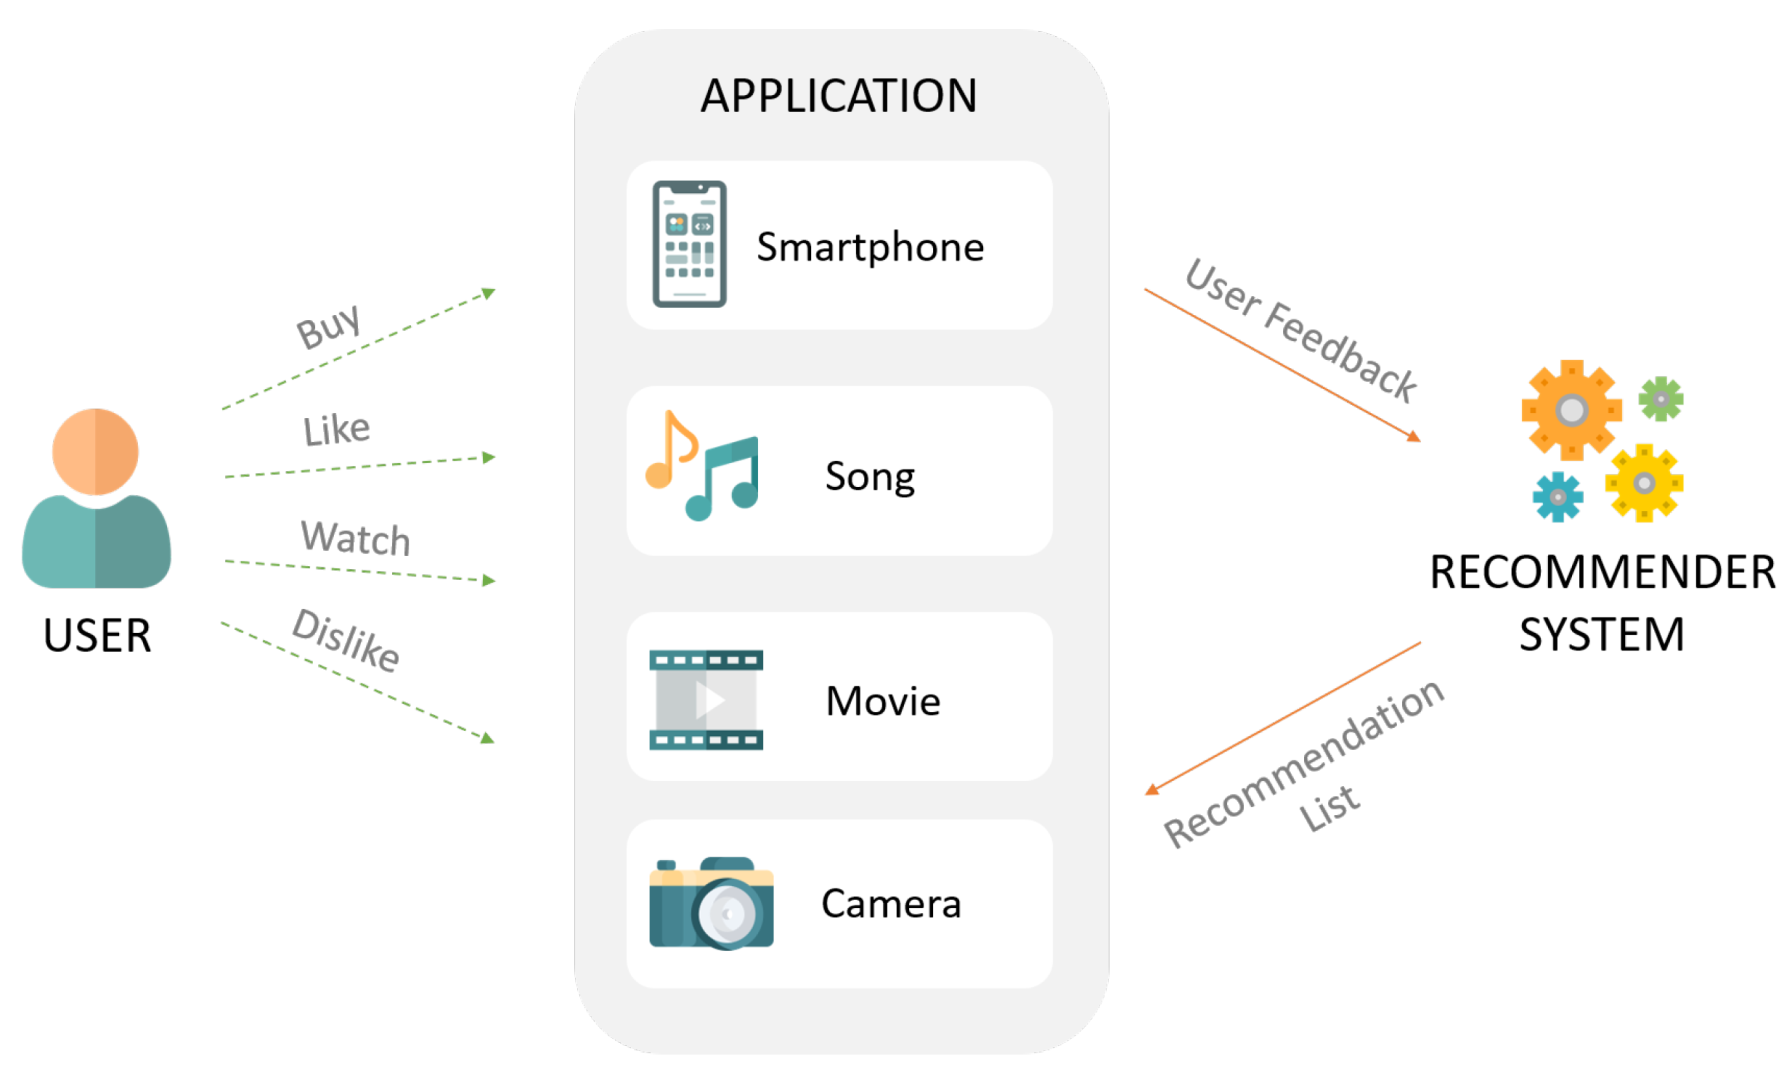 APPLICATION
Smartphone
Buy
User Feedback
Like
Song
Watch
RECOMMENDER
SYSTEM
USER
Dislike
Movie
Recommendation
List
Camera